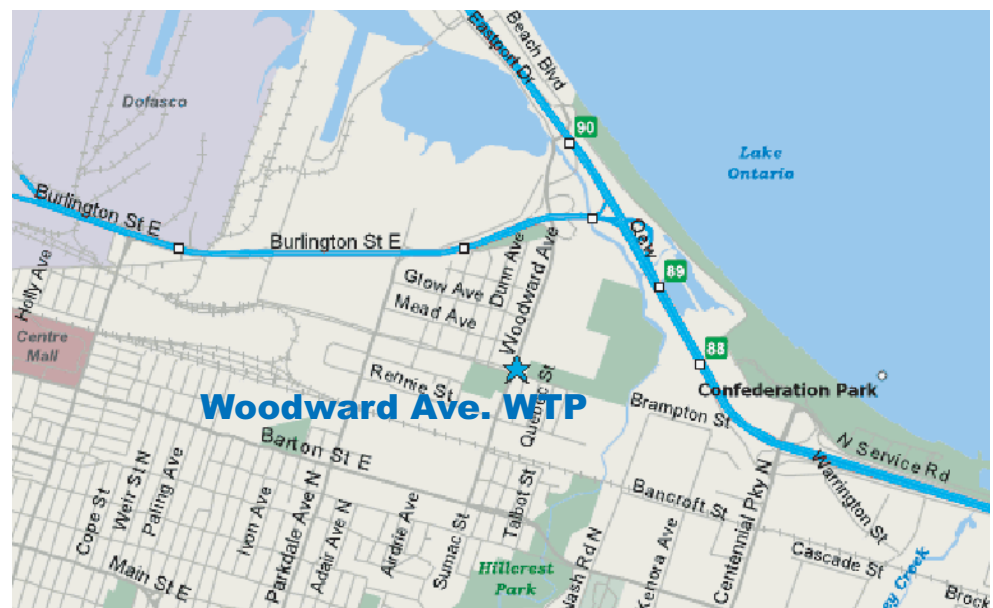 Eastport Dr
Beach Blvd
Dofasco
90
Lake
Ontario
Burlington St E
Burlington St E
Qew
Holly Ave
Dunn Ave
Woodward Ave
Glow Ave
Mead Ave
89
Centre
Mall
88
Rennie St
Quebec St
Confederation Park
Woodward Ave. WTP
Brampton St
Barton St E
N Service Rd
Warrington St
Cope St
Weir St N
Paling Ave
Ivon Ave
Parkdale Ave N
Adair Ave N
Airdrie Ave
Sumac St
Talbot St
Bancroft St
Centennial Pky N
Kenora Ave
Nash Rd N
Cascade St
Main St E
Hillcrest
Park
ey Creek
Brock